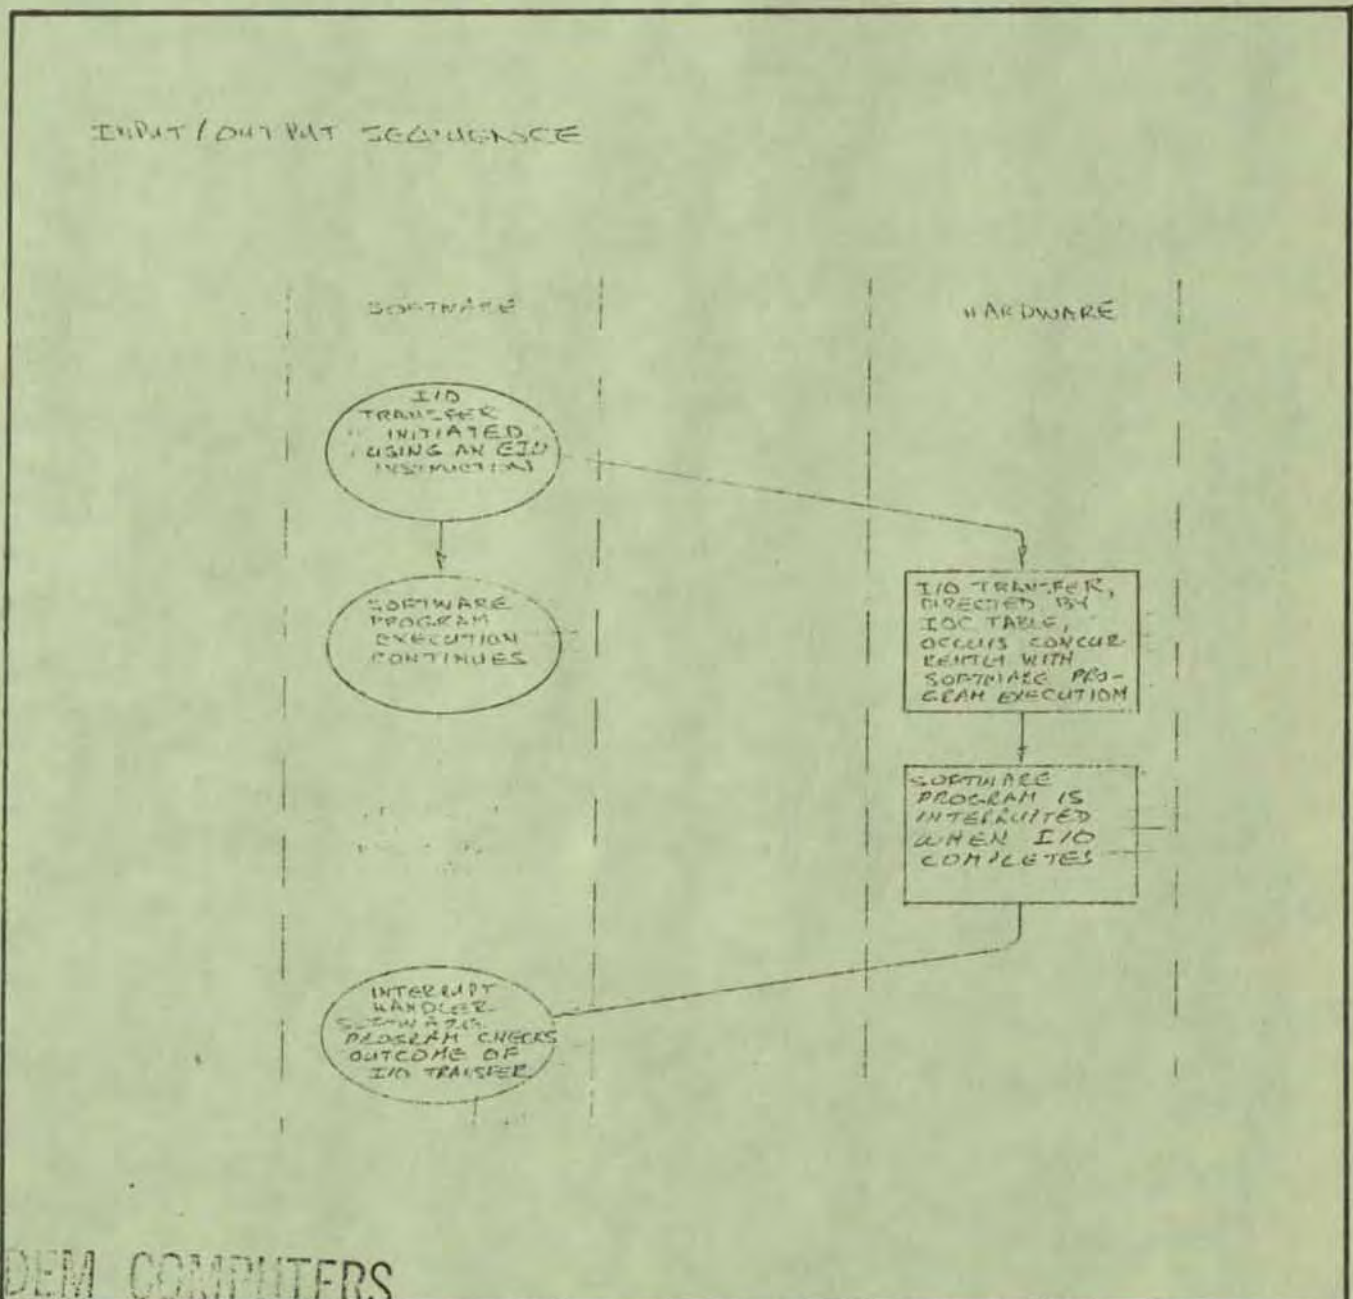 INPUT/OUTPUT SEQUENCE
SOFTWARE
HARDWARE
I/O
TRANSFER
INITIATED
USING AN EIO
INSTRUCTION
SOFTWARE
PROGRAM
EXECUTION
CONTINUES
I/O TRANSFER,
DIRECTED BY
IOC TABLE,
OCCURS CONCUR
RENTLY WITH
SOFTWARE PRO-
GRAM EXECUTION
SOFTWARE
PROGRAM IS
INTERRUPTED
WHEN I/O
COMPLETES
INTERRUPT
HANDLER
SOFTWARE
PROGRAM CHECKS
OUTCOME OF
I/O TRANSFER
DEM COMPUTERS